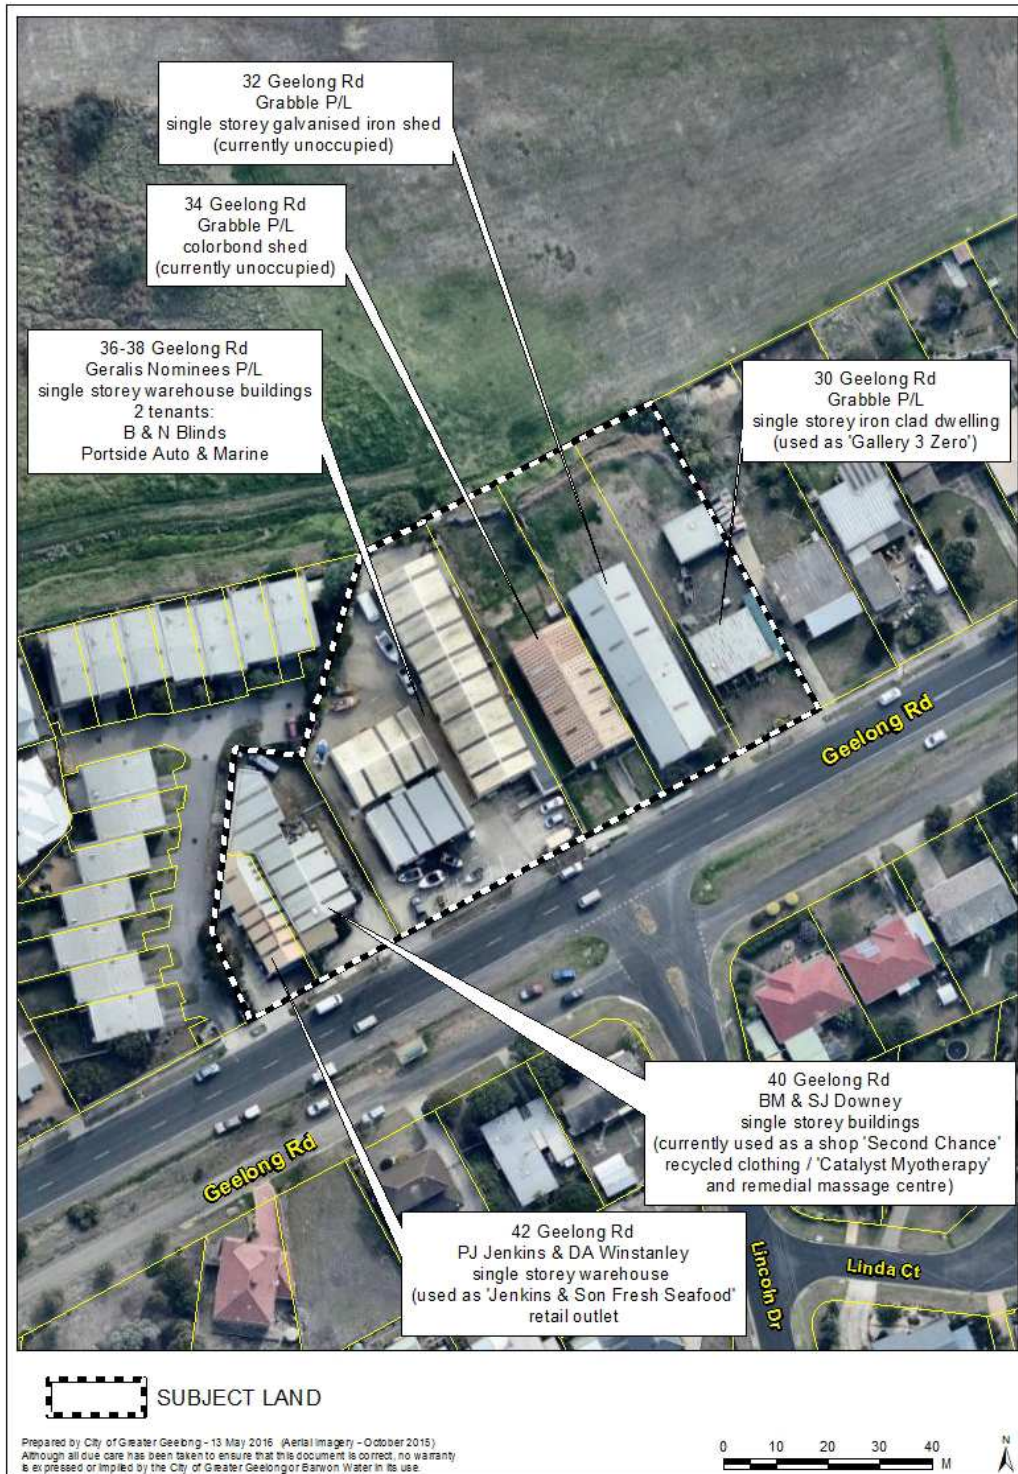 32 Geelong Rd
Grabble P/L
single storey galvanised iron shed
(currently unoccupied)
34 Geelong Rd
Grabble P/L
colorbond shed
(currently unoccupied)
36-38 Geelong Rd
Geralis Nominees P/L
single storey warehouse buildings
2 tenants:
B & N Blinds
Portside Auto & Marine
30 Geelong Rd
Grabble P/L
single storey iron clad dwelling
(used as 'Gallery 3 Zero')
Geelong Rd
40 Geelong Rd
BM & SJ Downey
single storey buildings
(currently used as a shop 'Second Chance'
recycled clothing / 'Catalyst Myotherapy'
and remedial massage centre)
Geelong Rd
42 Geelong Rd
PJ Jenkins & DA Winstanley
single storey warehouse
(used as 'Jenkins & Son Fresh Seafood'
retail outlet
Lincoln Dr
Linda Ct
SUBJECT LAND
Prepared by City of Greater Geelong - 13 May 2016 (Aerial Imagery - October 2015)
Although all due care has been taken to ensure that this document is correct, no warranty
is expressed or implied by the City of Greater Geelong or Barwon Water in its use.
0 10 20 30 40
M
N